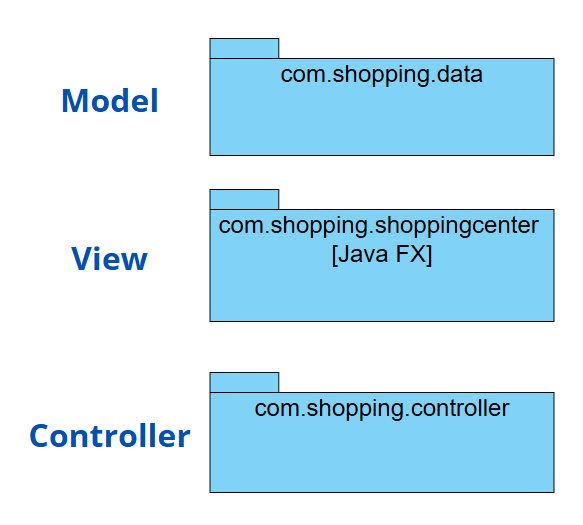 Model
com.shopping.data
View
com.shopping.shoppingcenter
[Java FX]
Controller
com.shopping.controller